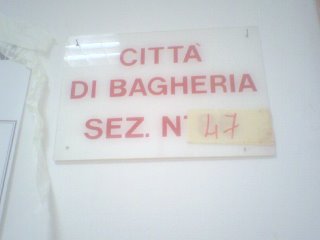 CITTÀ
DI BAGHERIA
SEZ. N° 47